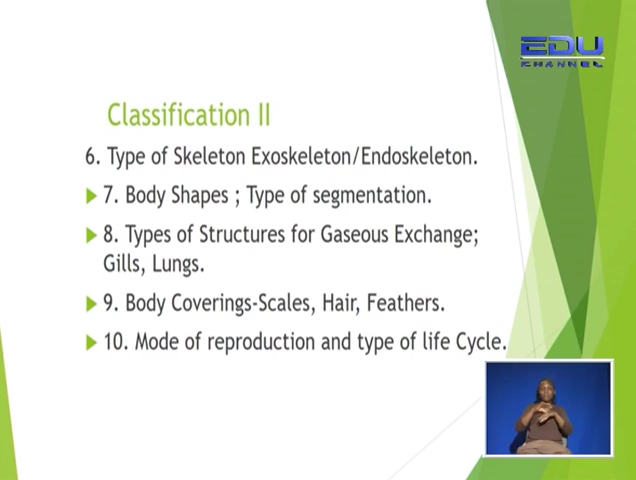 EDU
CHANNEL
Classification II
6. Type of Skeleton Exoskeleton/Endoskeleton.
7. Body Shapes ; Type of segmentation.
8. Types of Structures for Gaseous Exchange;
Gills, Lungs.
9. Body Coverings-Scales, Hair, Feathers.
10. Mode of reproduction and type of life Cycle.